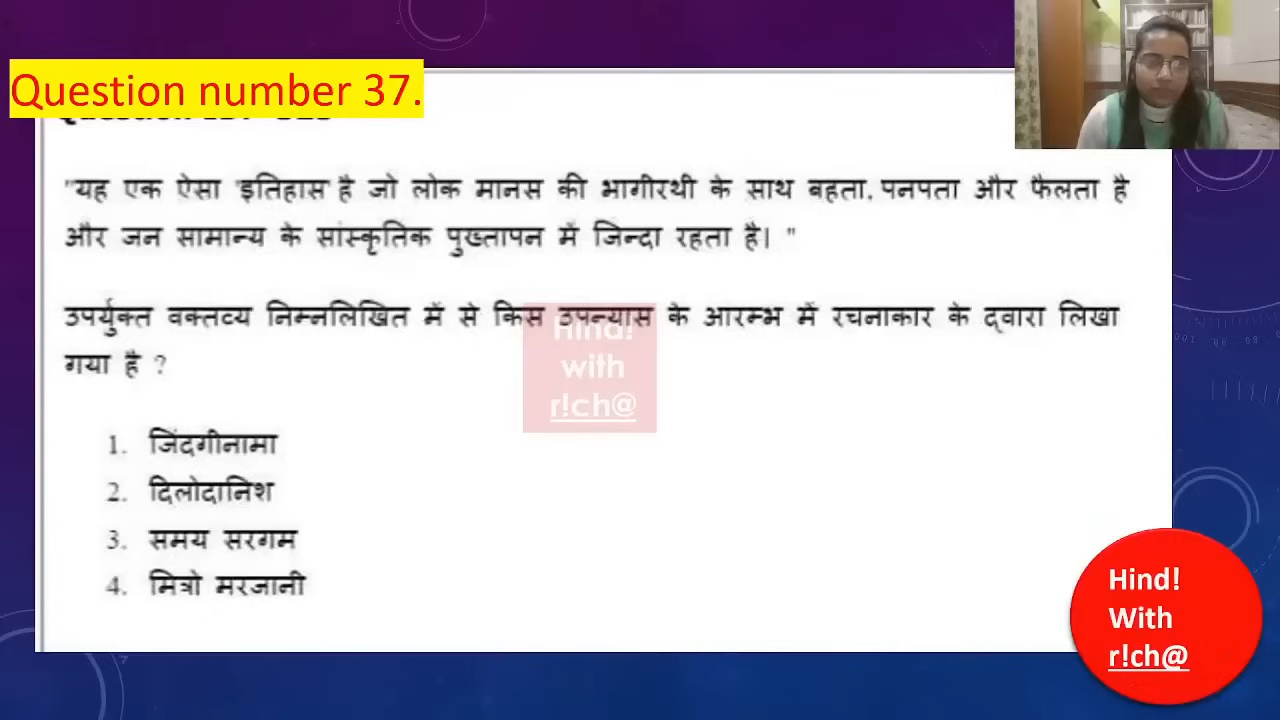 Question number 37.
"यह एक ऐसा 'इतिहास' है जो लोक मानस की भागीरथी के साथ बहता, पनपता और फैलता है
और जन सामान्य के सांस्कृतिक पुख्तापन में जिन्दा रहता है। "
उपर्युक्त वक्तव्य निम्नलिखित में से किस उपन्यास के आरम्भ में रचनाकार के द्वारा लिखा
गया है ?
Hind!
with
r!ch@
1. जिंदगीनामा
2. दिलोदानिश
3. समय सरगम
4. मित्रो मरजानी
Hind!
With
r!ch@